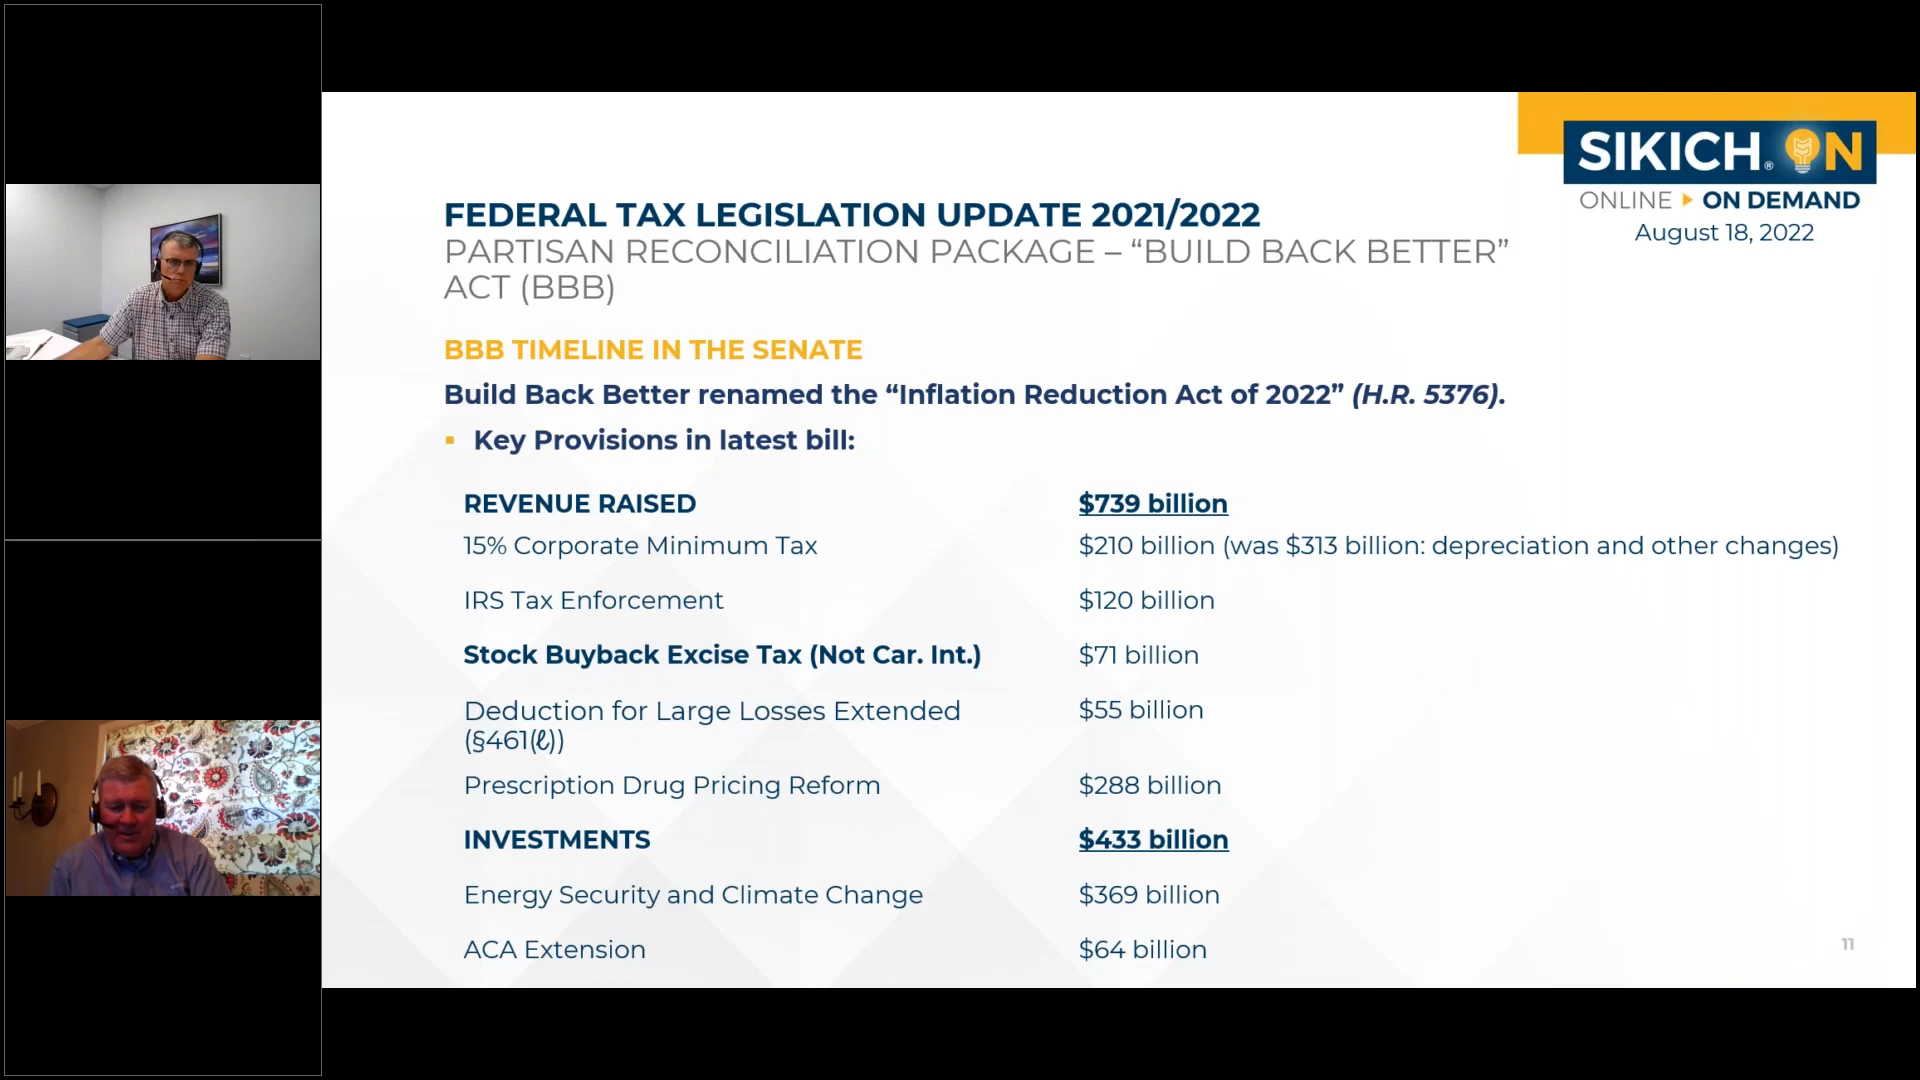 SIKICH® ON
ONLINE ▸ ON DEMAND
August 18, 2022
FEDERAL TAX LEGISLATION UPDATE 2021/2022
PARTISAN RECONCILIATION PACKAGE – “BUILD BACK BETTER”
ACT (BBB)
BBB TIMELINE IN THE SENATE
Build Back Better renamed the “Inflation Reduction Act of 2022” (H.R. 5376).
▪ Key Provisions in latest bill:
REVENUE RAISED $739 billion
15% Corporate Minimum Tax $210 billion (was $313 billion: depreciation and other changes)
IRS Tax Enforcement $120 billion
Stock Buyback Excise Tax (Not Car. Int.) $71 billion
Deduction for Large Losses Extended $55 billion
(§461(ℓ))
Prescription Drug Pricing Reform $288 billion
INVESTMENTS $433 billion
Energy Security and Climate Change $369 billion
ACA Extension $64 billion
11